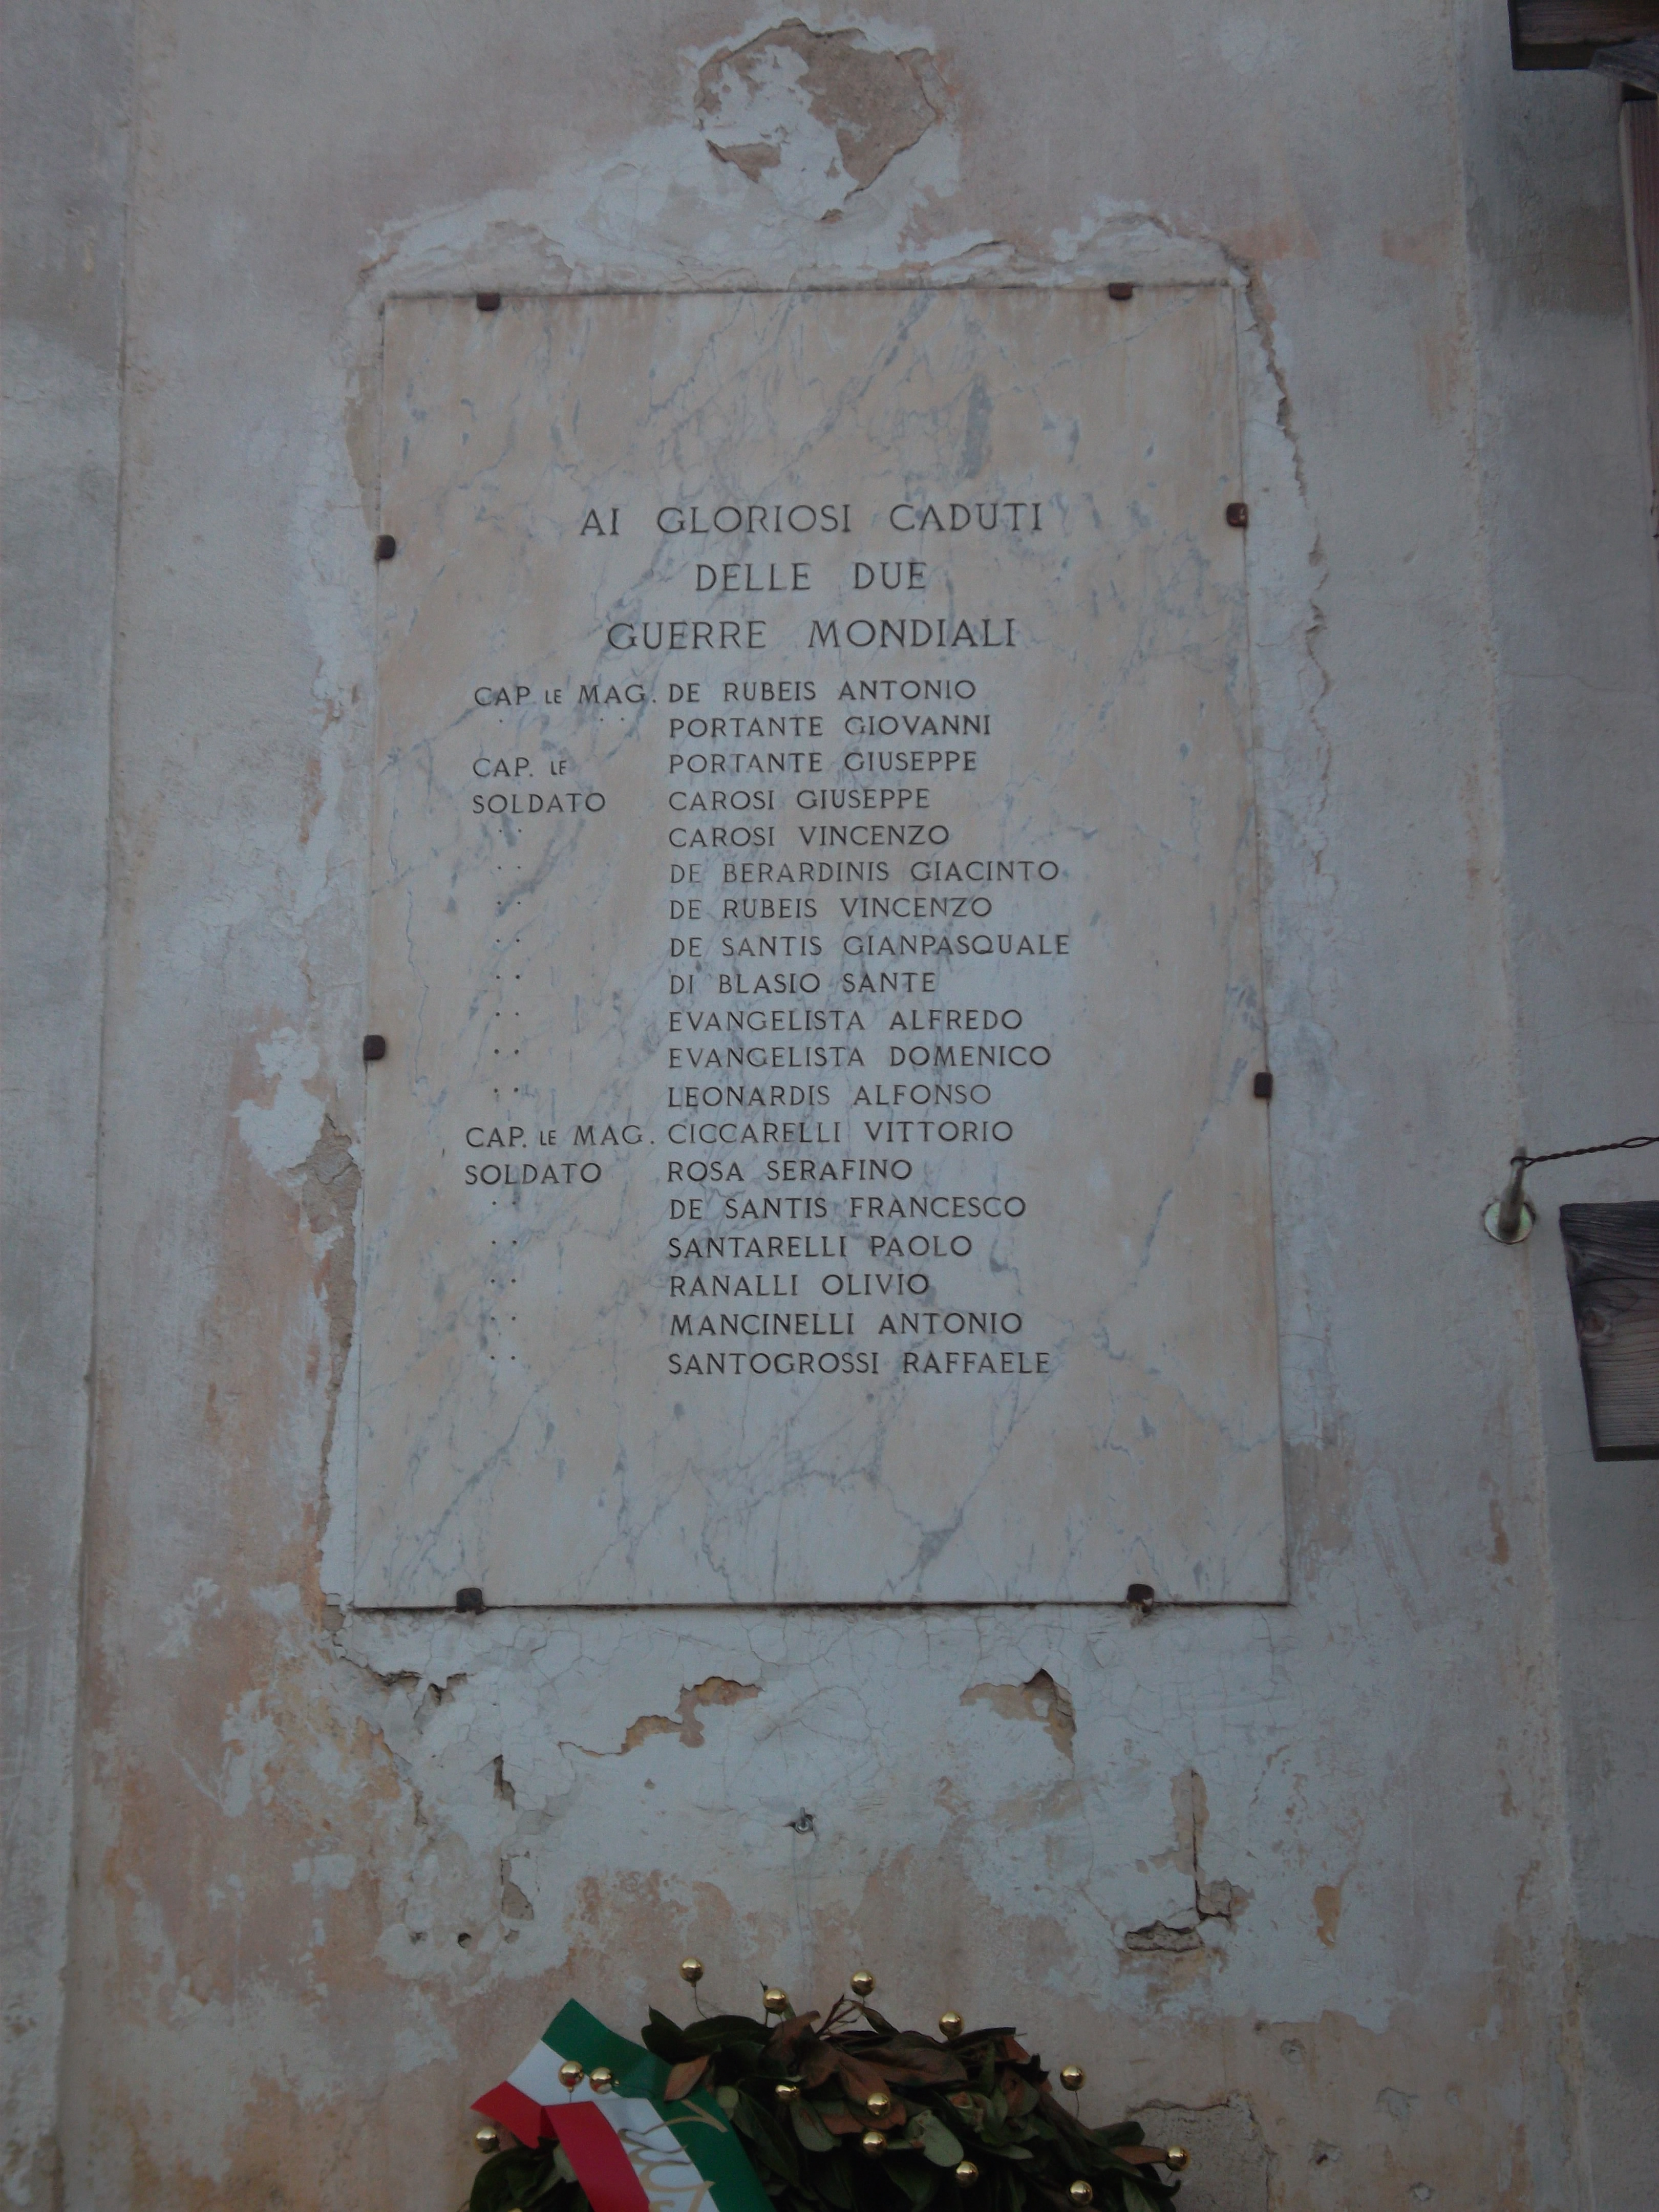 AI GLORIOSI CADUTI
DELLE DUE
GUERRE MONDIALI
CAP. LE MAG. DE RUBEIS ANTONIO
" " PORTANTE GIOVANNI
CAP. LE PORTANTE GIUSEPPE
SOLDATO CAROSI GIUSEPPE
" CAROSI VINCENZO
" DE BERARDINIS GIACINTO
" DE RUBEIS VINCENZO
" DE SANTIS GIANPASQUALE
" DI BLASIO SANTE
" EVANGELISTA ALFREDO
" EVANGELISTA DOMENICO
" LEONARDIS ALFONSO
CAP. LE MAG. CICCARELLI VITTORIO
SOLDATO ROSA SERAFINO
" DE SANTIS FRANCESCO
" SANTARELLI PAOLO
" RANALLI OLIVIO
" MANCINELLI ANTONIO
" SANTOGROSSI RAFFAELE